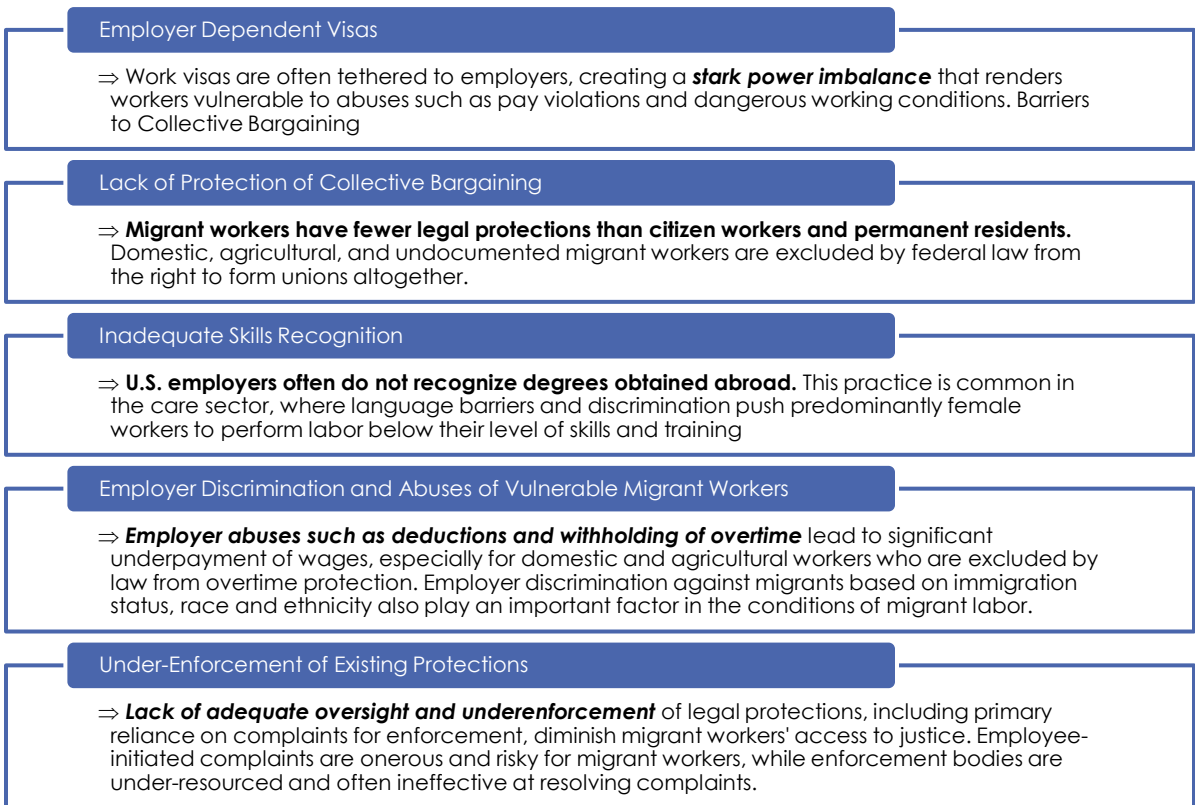 Employer Dependent Visas
⇒ Work visas are often tethered to employers, creating a stark power imbalance that renders
workers vulnerable to abuses such as pay violations and dangerous working conditions. Barriers
to Collective Bargaining
Lack of Protection of Collective Bargaining
⇒ Migrant workers have fewer legal protections than citizen workers and permanent residents.
Domestic, agricultural, and undocumented migrant workers are excluded by federal law from
the right to form unions altogether.
Inadequate Skills Recognition
⇒ U.S. employers often do not recognize degrees obtained abroad. This practice is common in
the care sector, where language barriers and discrimination push predominantly female
workers to perform labor below their level of skills and training
Employer Discrimination and Abuses of Vulnerable Migrant Workers
⇒ Employer abuses such as deductions and withholding of overtime lead to significant
underpayment of wages, especially for domestic and agricultural workers who are excluded by
law from overtime protection. Employer discrimination against migrants based on immigration
status, race and ethnicity also play an important factor in the conditions of migrant labor.
Under-Enforcement of Existing Protections
⇒ Lack of adequate oversight and underenforcement of legal protections, including primary
reliance on complaints for enforcement, diminish migrant workers' access to justice. Employee-
initiated complaints are onerous and risky for migrant workers, while enforcement bodies are
under-resourced and often ineffective at resolving complaints.